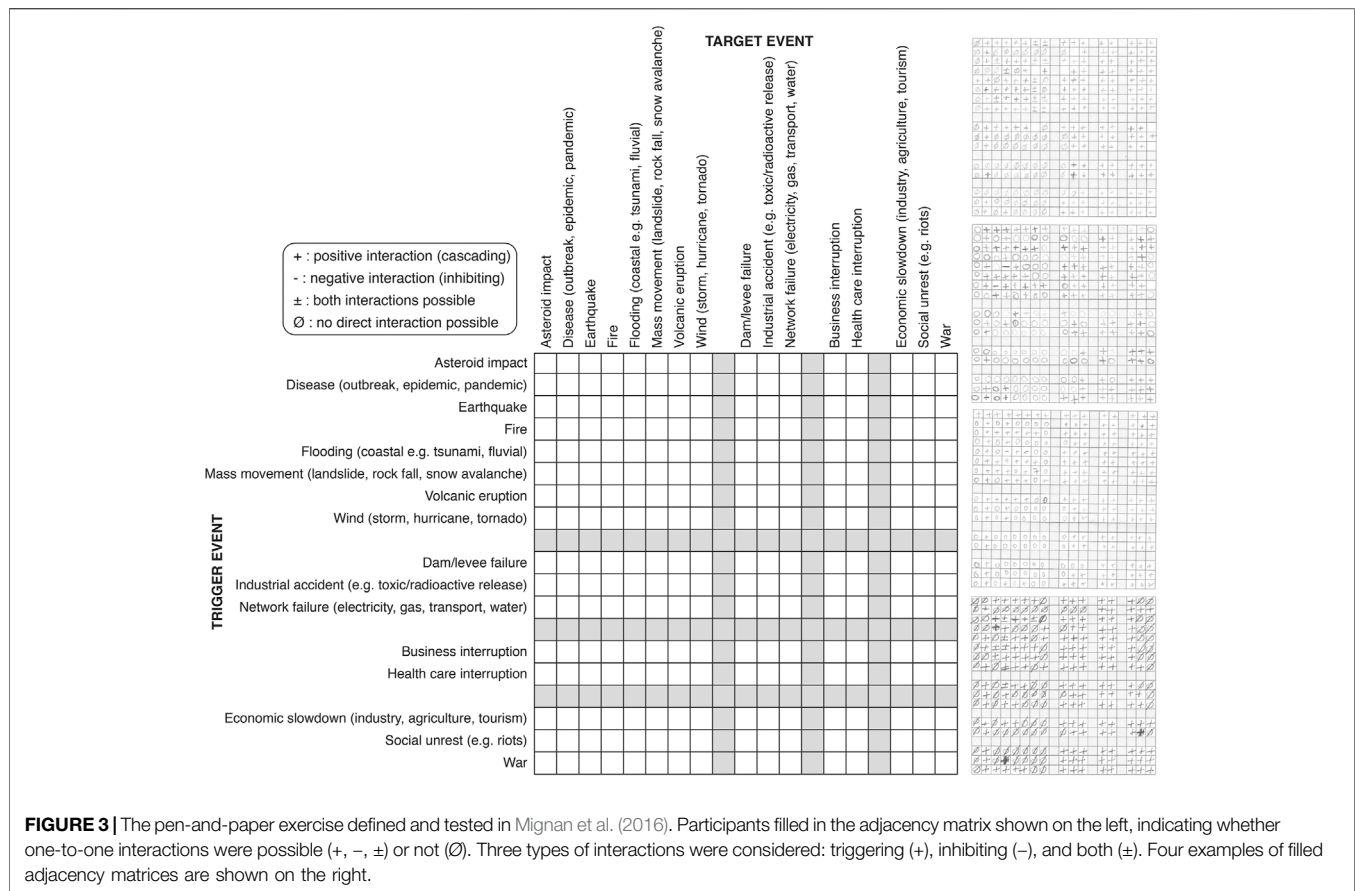 TARGET EVENT
Asteroid impact
Disease (outbreak, epidemic, pandemic)
Earthquake
Fire
Flooding (coastal e.g. tsunami, fluvial)
Mass movement (landslide, rock fall, snow avalanche)
Volcanic eruption
Wind (storm, hurricane, tornado)
Dam/levee failure
Industrial accident (e.g. toxic/radioactive release)
Network failure (electricity, gas, transport, water)
Business interruption
Health care interruption
Economic slowdown (industry, agriculture, tourism)
Social unrest (e.g. riots)
War
+ : positive interaction (cascading)
- : negative interaction (inhibiting)
± : both interactions possible
Ø : no direct interaction possible
TRIGGER EVENT
Asteroid impact
Disease (outbreak, epidemic, pandemic)
Earthquake
Fire
Flooding (coastal e.g. tsunami, fluvial)
Mass movement (landslide, rock fall, snow avalanche)
Volcanic eruption
Wind (storm, hurricane, tornado)
Dam/levee failure
Industrial accident (e.g. toxic/radioactive release)
Network failure (electricity, gas, transport, water)
Business interruption
Health care interruption
Economic slowdown (industry, agriculture, tourism)
Social unrest (e.g. riots)
War
FIGURE 3 | The pen-and-paper exercise defined and tested in Mignan et al. (2016). Participants filled in the adjacency matrix shown on the left, indicating whether
one-to-one interactions were possible (+, −, ±) or not (Ø). Three types of interactions were considered: triggering (+), inhibiting (−), and both (±). Four examples of filled
adjacency matrices are shown on the right.